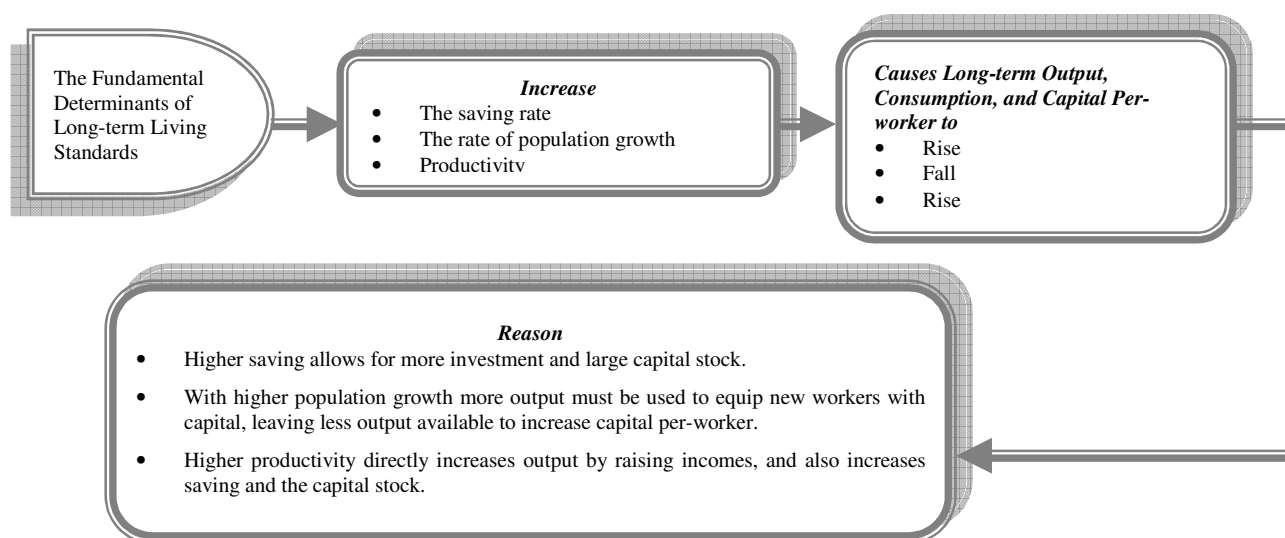 The Fundamental
Determinants of
Long-term Living
Standards
Increase
• The saving rate
• The rate of population growth
• Productivity
Causes Long-term Output,
Consumption, and Capital Per-
worker to
• Rise
• Fall
• Rise
Reason
• Higher saving allows for more investment and large capital stock.
• With higher population growth more output must be used to equip new workers with
capital, leaving less output available to increase capital per-worker.
• Higher productivity directly increases output by raising incomes, and also increases
saving and the capital stock.